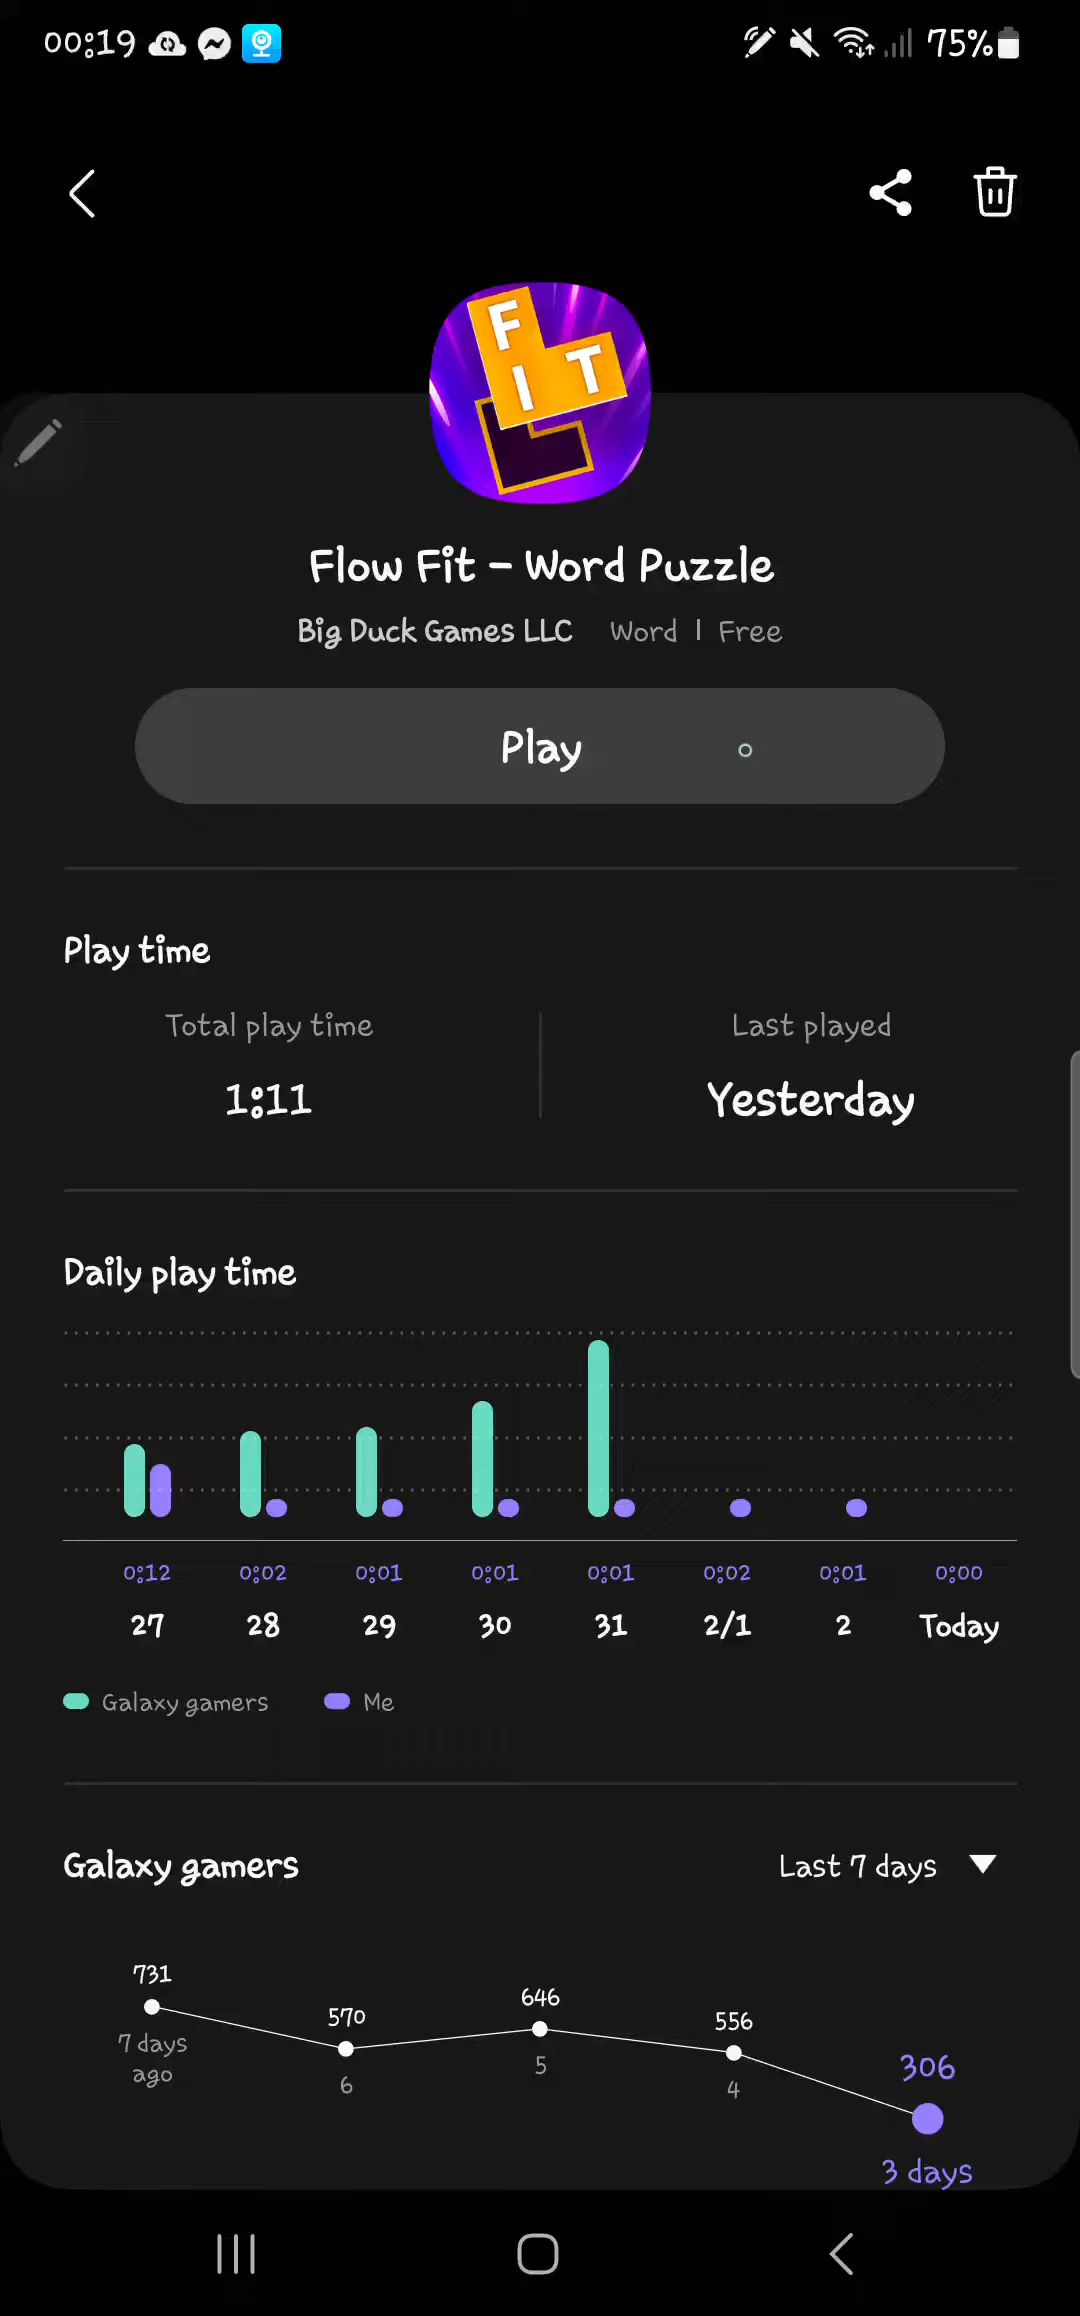 00:19
75%
F
I T
Flow Fit - Word Puzzle
Big Duck Games LLC Word | Free
Play
Play time
Total play time Last played
1:11 Yesterday
Daily play time
0:12 0:02 0:01 0:01 0:01 0:02 0:01 0:00
27 28 29 30 31 2/1 2 Today
Galaxy gamers Me
Galaxy gamers Last 7 days
731 570 646 556 306
7 days ago 6 5 4 3 days